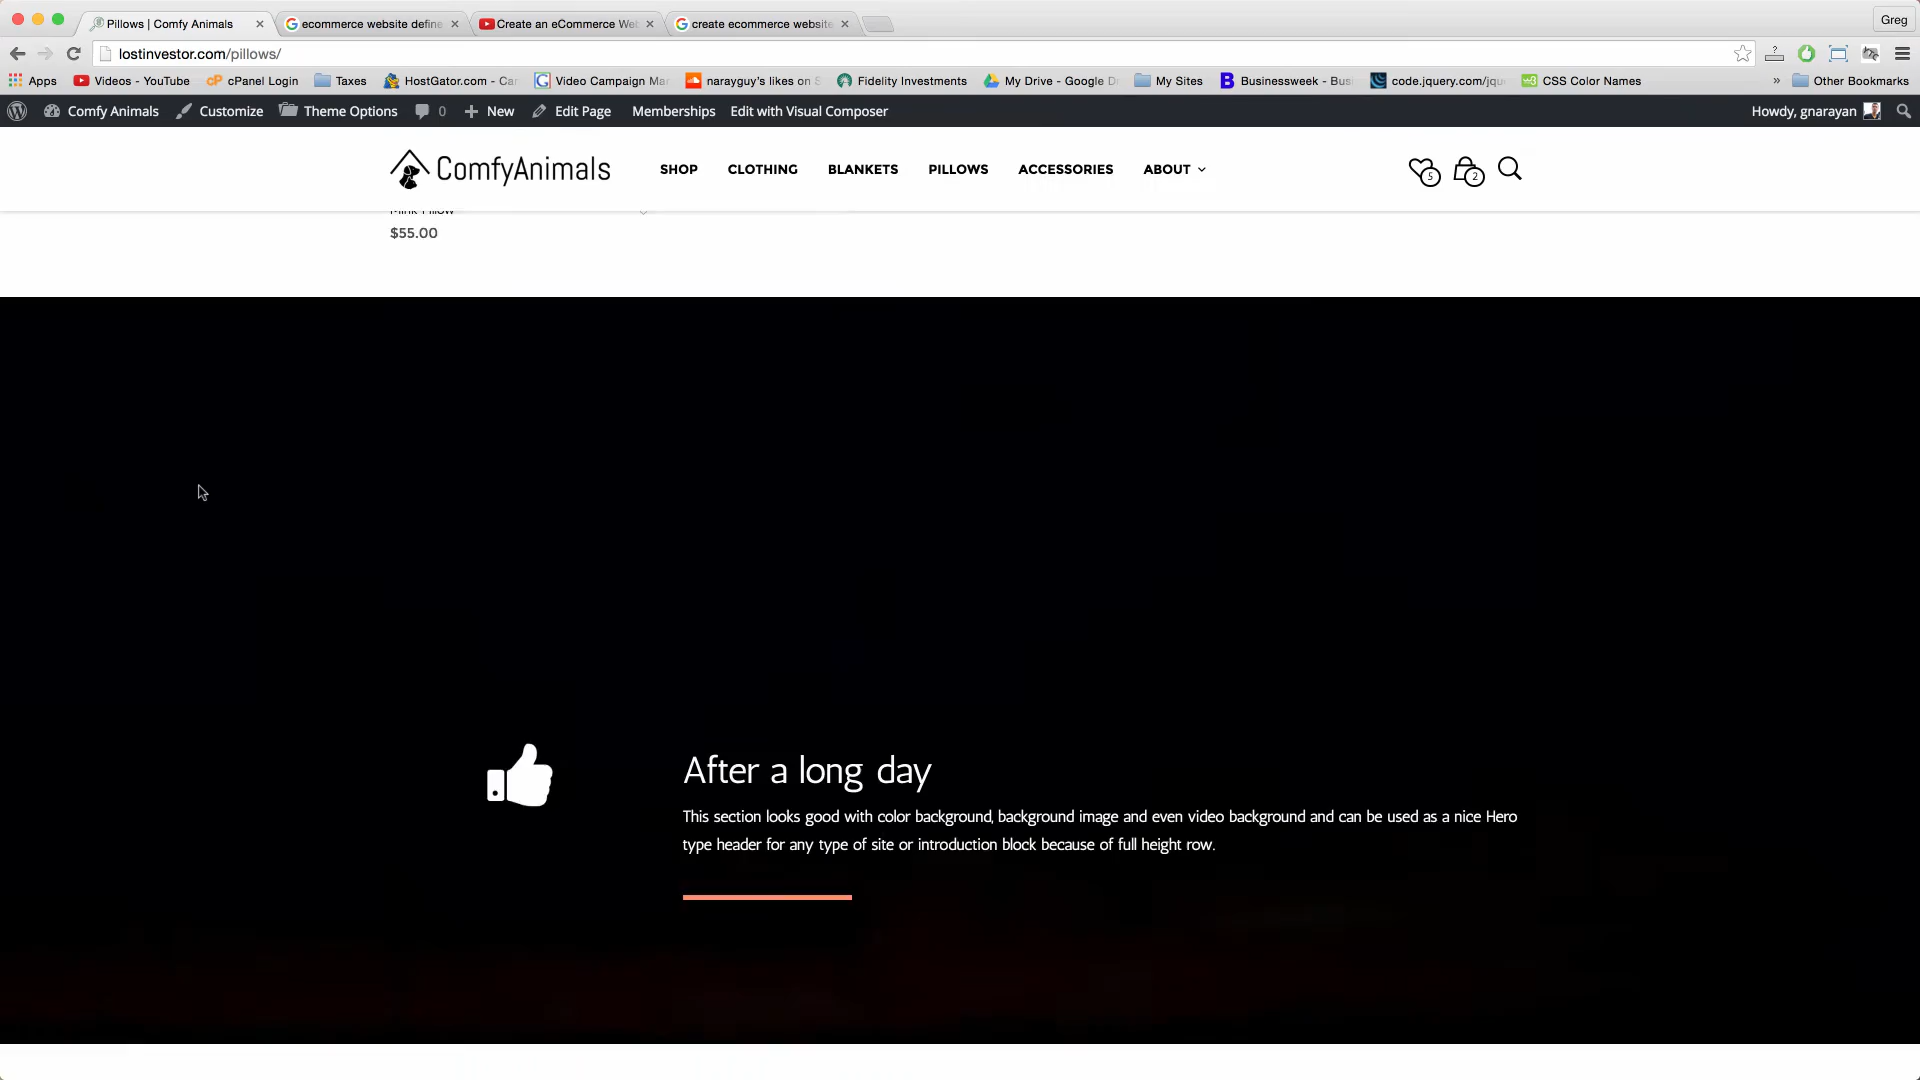 Pillows | Comfy Animals
ecommerce website define
Create an eCommerce Web
create ecommerce website
Greg
lostinvestor.com/pillows/
Apps
Videos - YouTube
cPanel Login
Taxes
HostGator.com - Car
Video Campaign Mar
narayguy's likes on S
Fidelity Investments
My Drive - Google Dr
My Sites
Businessweek - Bus
code.jquery.com/jqu
CSS Color Names
»
Other Bookmarks
Comfy Animals
Customize
Theme Options
0
New
Edit Page
Memberships
Edit with Visual Composer
Howdy, gnarayan
ComfyAnimals
SHOP
CLOTHING
BLANKETS
PILLOWS
ACCESSORIES
ABOUT
5
2
Mink Pillow
$55.00
After a long day
This section looks good with color background, background image and even video background and can be used as a nice Hero
type header for any type of site or introduction block because of full height row.